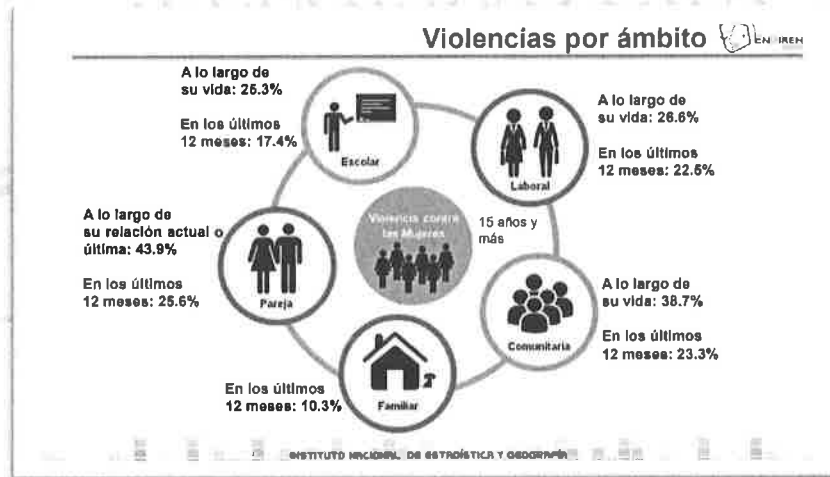 Violencias por ámbito
A lo largo de
su vida: 25.3%
En los últimos
12 meses: 17.4%
Escolar
A lo largo de
su vida: 26.6%
En los últimos
12 meses: 22.5%
Laboral
A lo largo de
su relación actual o
última: 43.9%
En los últimos
12 meses: 25.6%
Pareja
Violencia contra
las Mujeres
15 años y
más
A lo largo de
su vida: 38.7%
En los últimos
12 meses: 23.3%
Comunitaria
En los últimos
12 meses: 10.3%
Familiar
INSTITUTO NACIONAL DE ESTADÍSTICA Y GEOGRAFÍA